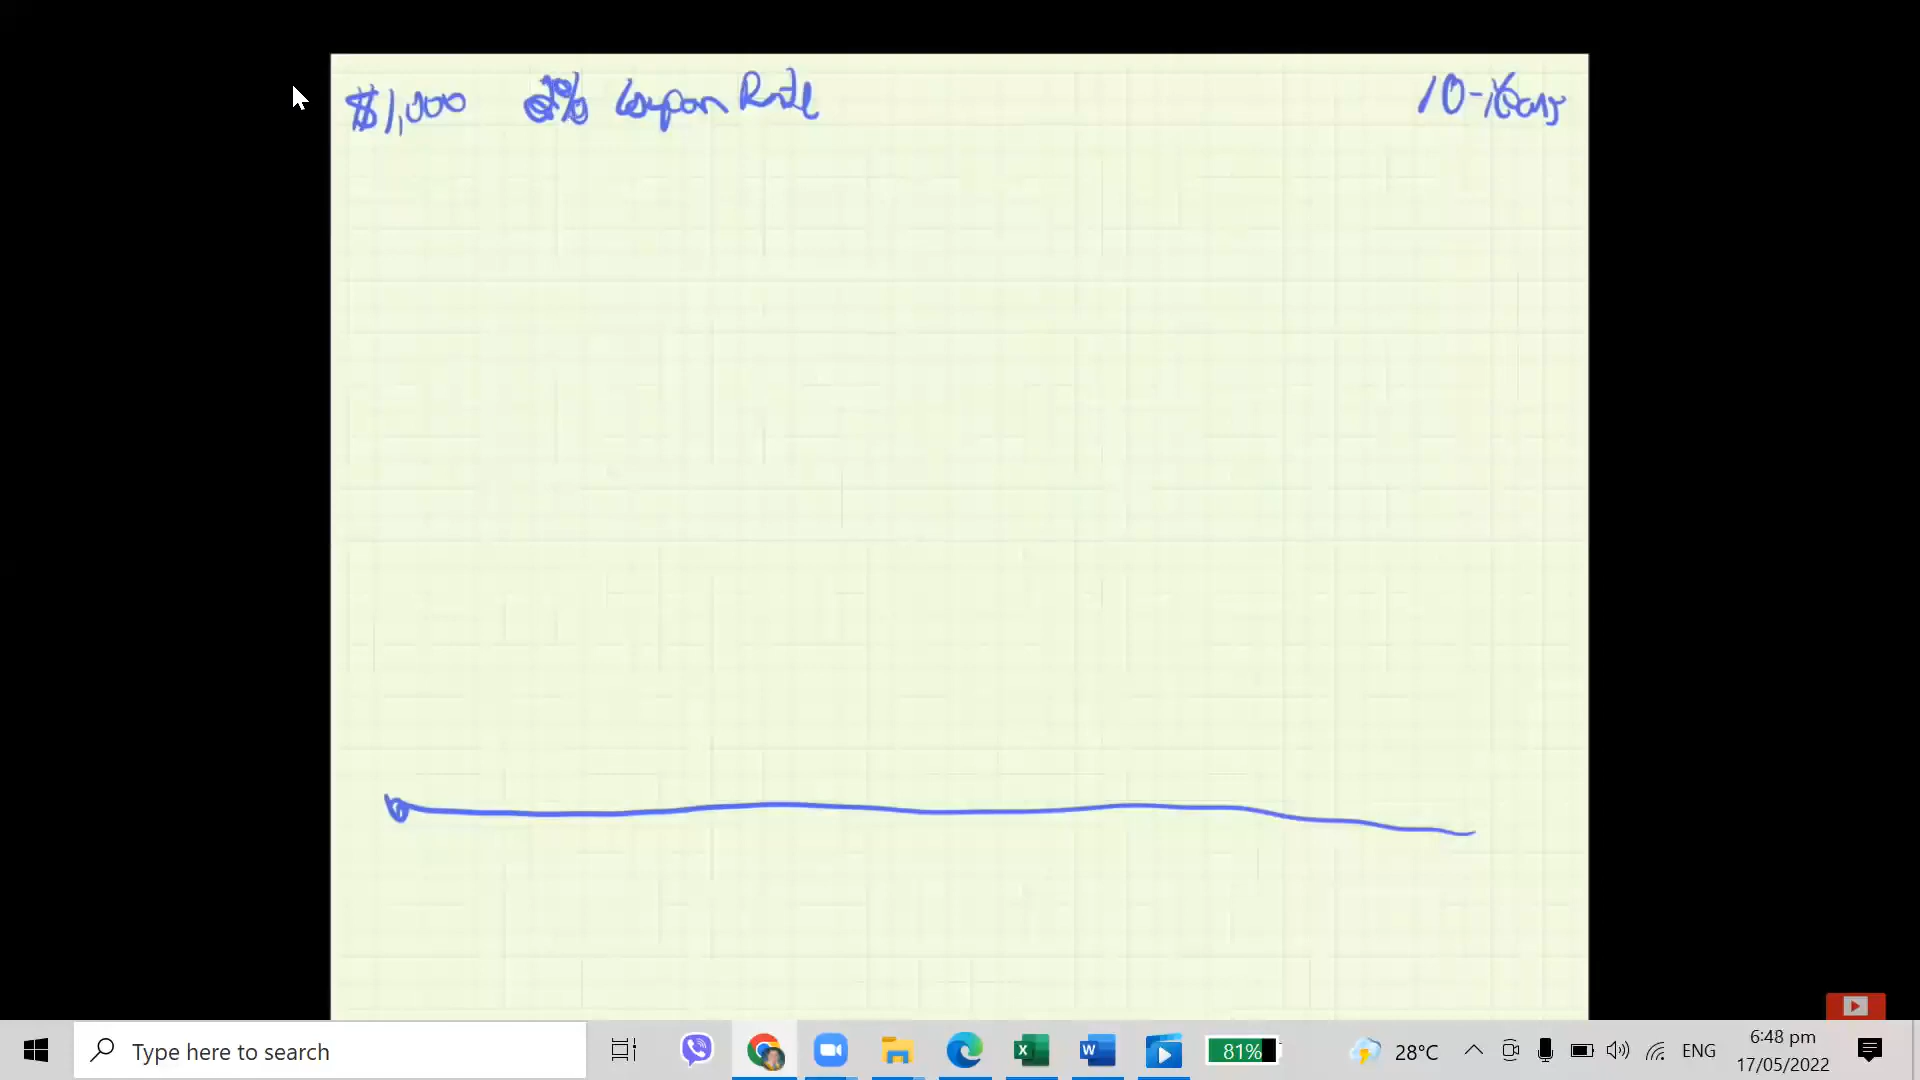 $1,000 % Coupon Rate 10-Years
Type here to search
81%
28°C
ENG
6:48 pm
17/05/2022